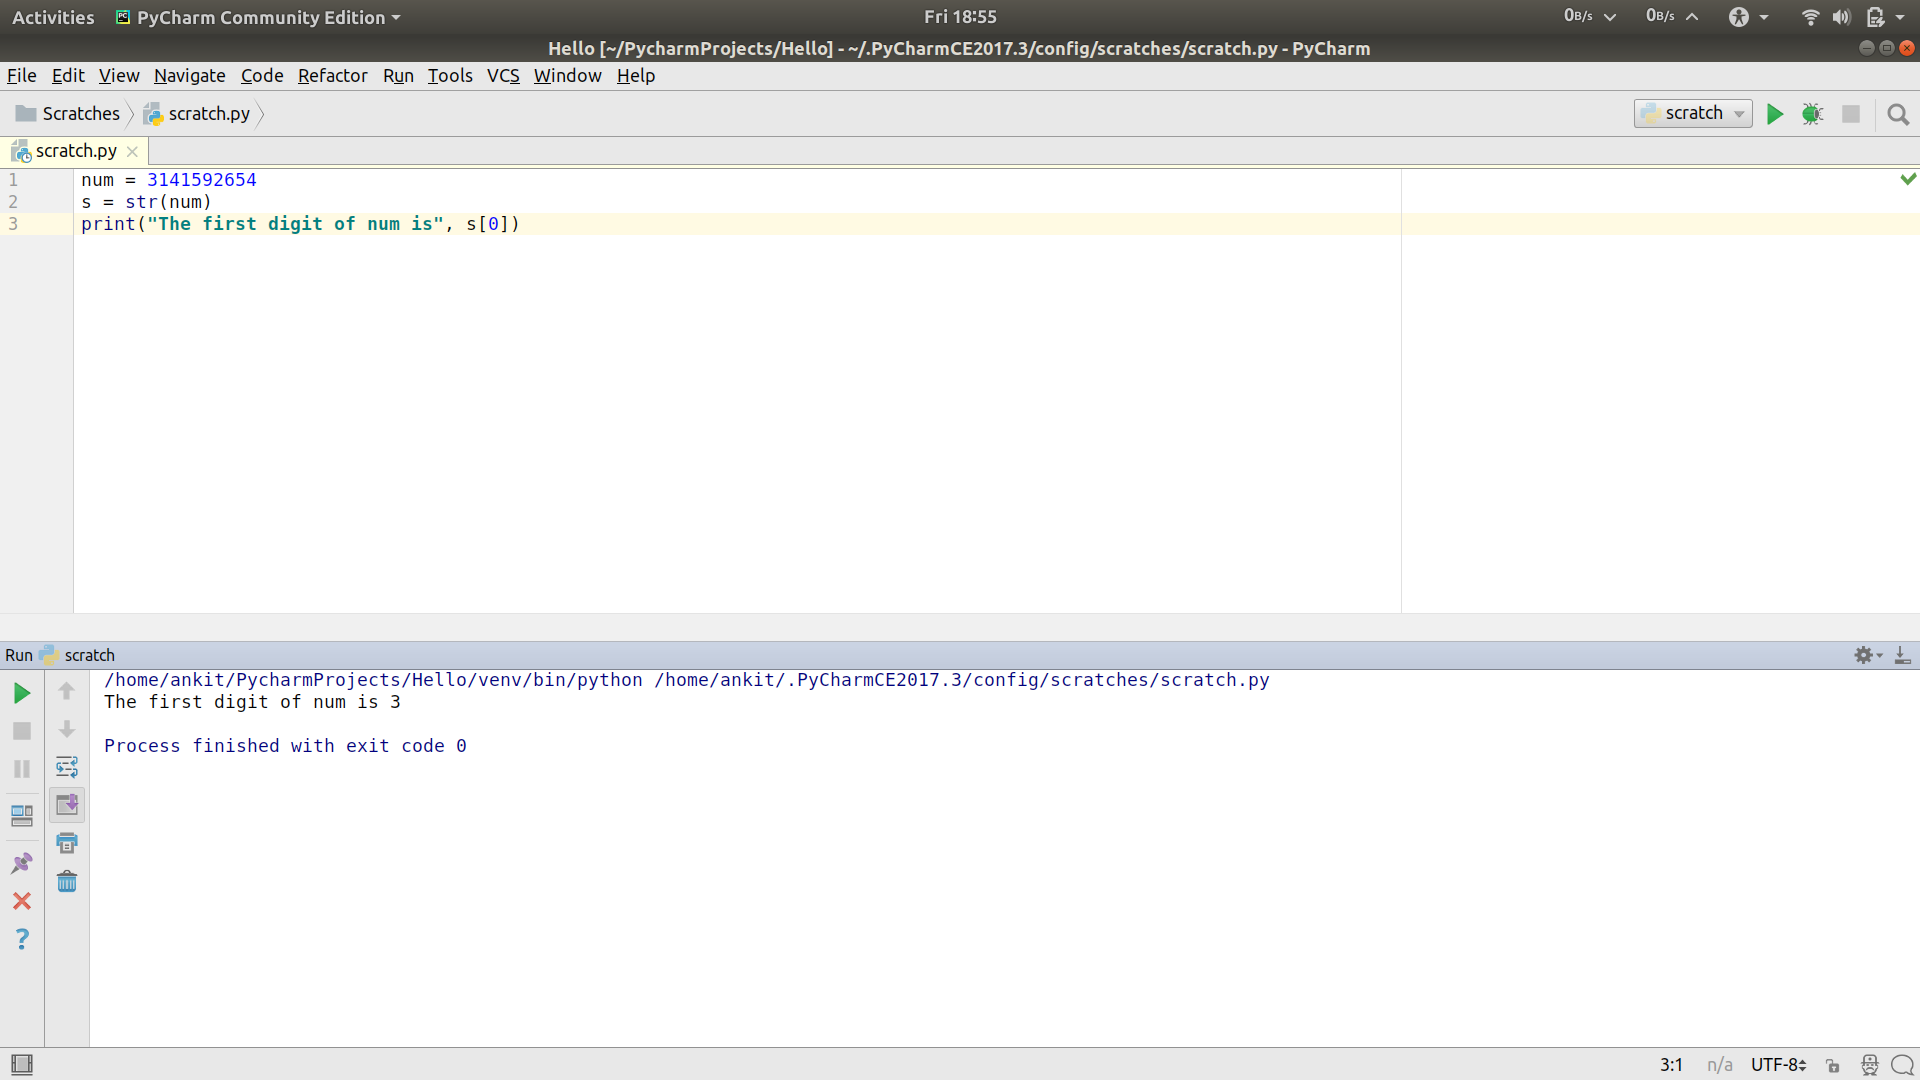 Activities PyCharm Community Edition Fri 18:55 0B/s 0B/s
Hello [~/PycharmProjects/Hello] - ~/.PyCharmCE2017.3/config/scratches/scratch.py - PyCharm
File Edit View Navigate Code Refactor Run Tools VCS Window Help
Scratches scratch.py scratch
scratch.py
1 num = 3141592654
2 s = str(num)
3 print("The first digit of num is", s[0])
Run scratch
/home/ankit/PycharmProjects/Hello/venv/bin/python /home/ankit/.PyCharmCE2017.3/config/scratches/scratch.py
The first digit of num is 3
Process finished with exit code 0
3:1 n/a UTF-8